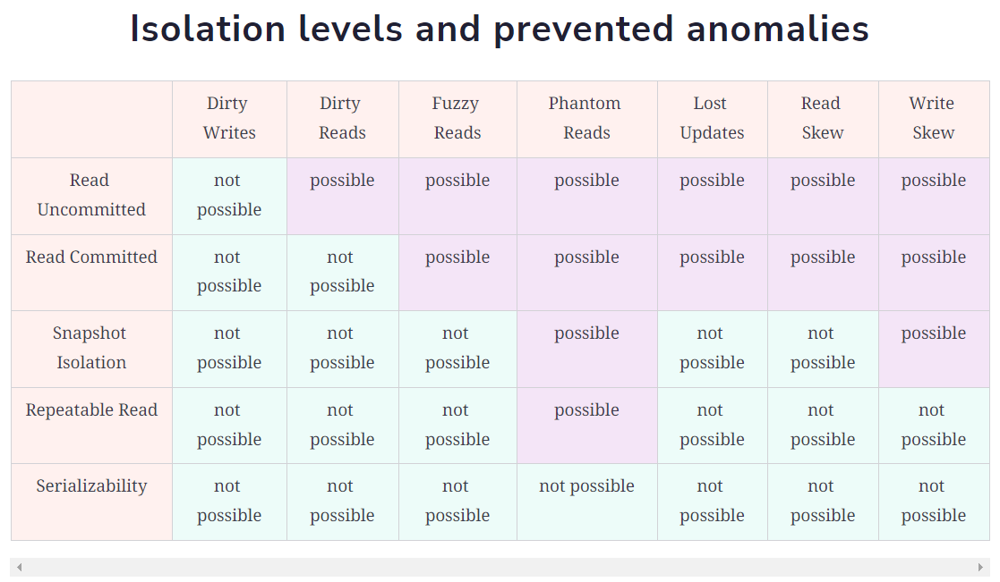 Isolation levels and prevented anomalies
Dirty
Writes
Dirty
Reads
Fuzzy
Reads
Phantom
Reads
Lost
Updates
Read
Skew
Write
Skew
Read
Uncommitted
not
possible
possible
possible
possible
possible
possible
possible
Read Committed
not
possible
not
possible
possible
possible
possible
possible
possible
Snapshot
Isolation
not
possible
not
possible
not
possible
possible
not
possible
not
possible
possible
Repeatable Read
not
possible
not
possible
not
possible
possible
not
possible
not
possible
not
possible
Serializability
not
possible
not
possible
not
possible
not possible
not
possible
not
possible
not
possible